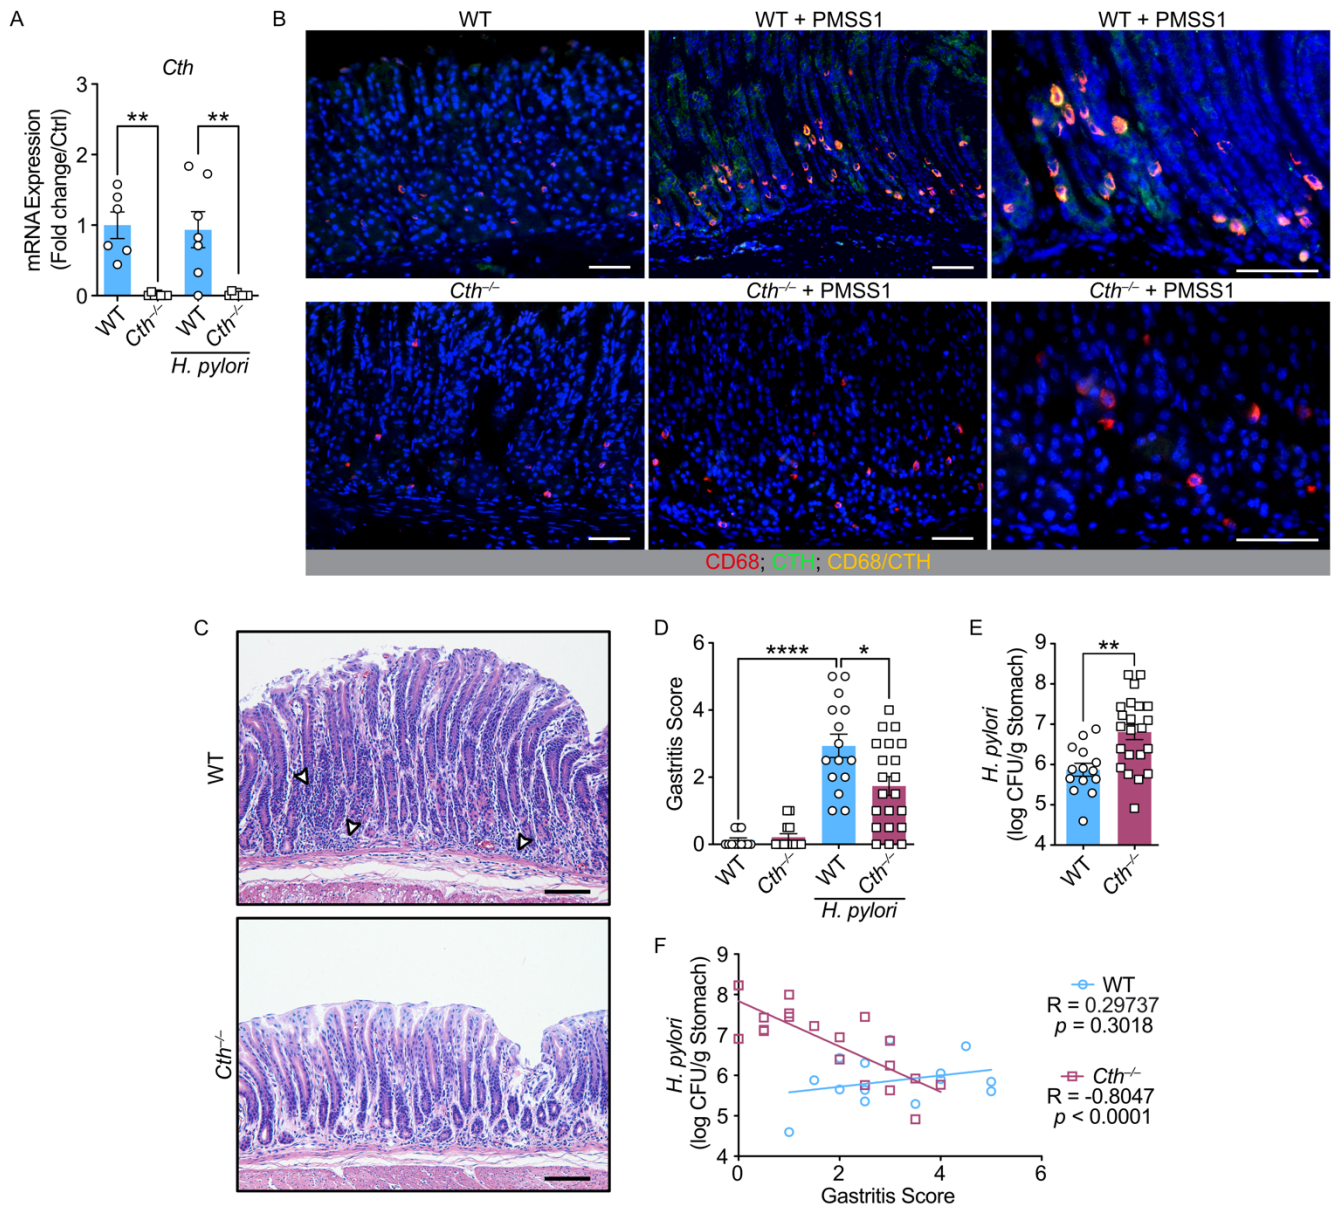 A
Cth
mRNA Expression
(Fold change/Ctrl)
3
2
1
0
**
**
WT
Cth–/–
WT
Cth–/–
H. pylori
B
WT
WT + PMSS1
WT + PMSS1
Cth–/–
Cth–/– + PMSS1
Cth–/– + PMSS1
CD68; CTH; CD68/CTH
C
WT
Cth–/–
D
Gastritis Score
6
4
2
0
****
*
WT
Cth–/–
WT
Cth–/–
H. pylori
E
H. pylori
(log CFU/g Stomach)
9
8
7
6
5
4
**
WT
Cth–/–
F
H. pylori
(log CFU/g Stomach)
9
8
7
6
5
4
0
2
4
6
Gastritis Score
WT
R = 0.29737
p = 0.3018
Cth–/–
R = -0.8047
p < 0.0001